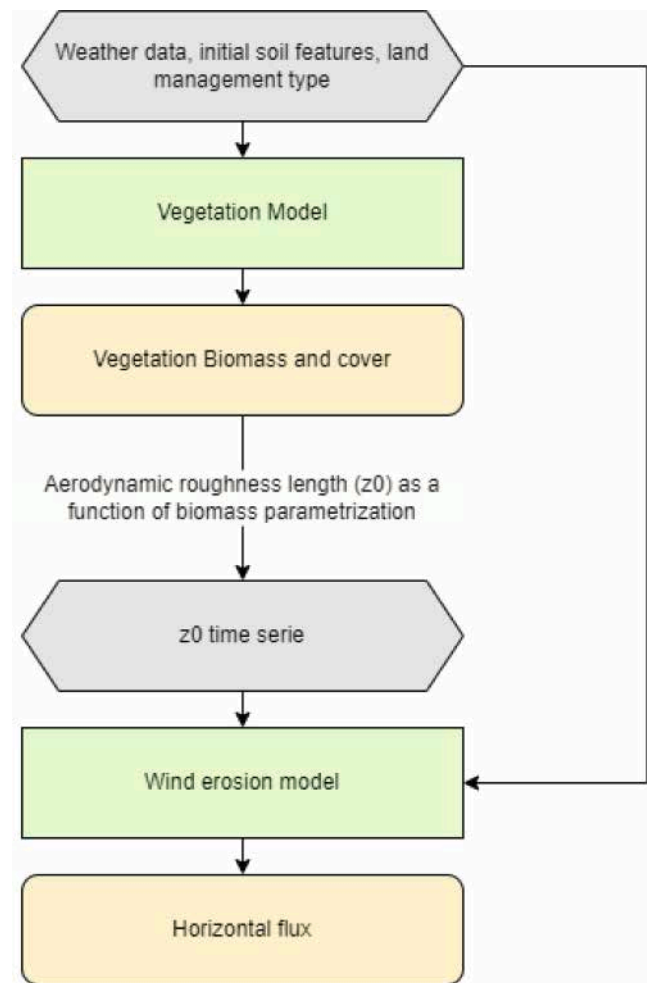 Weather data, initial soil features, land
management type
Vegetation Model
Vegetation Biomass and cover
Aerodynamic roughness length (z0) as a
function of biomass parametrization
z0 time serie
Wind erosion model
Horizontal flux